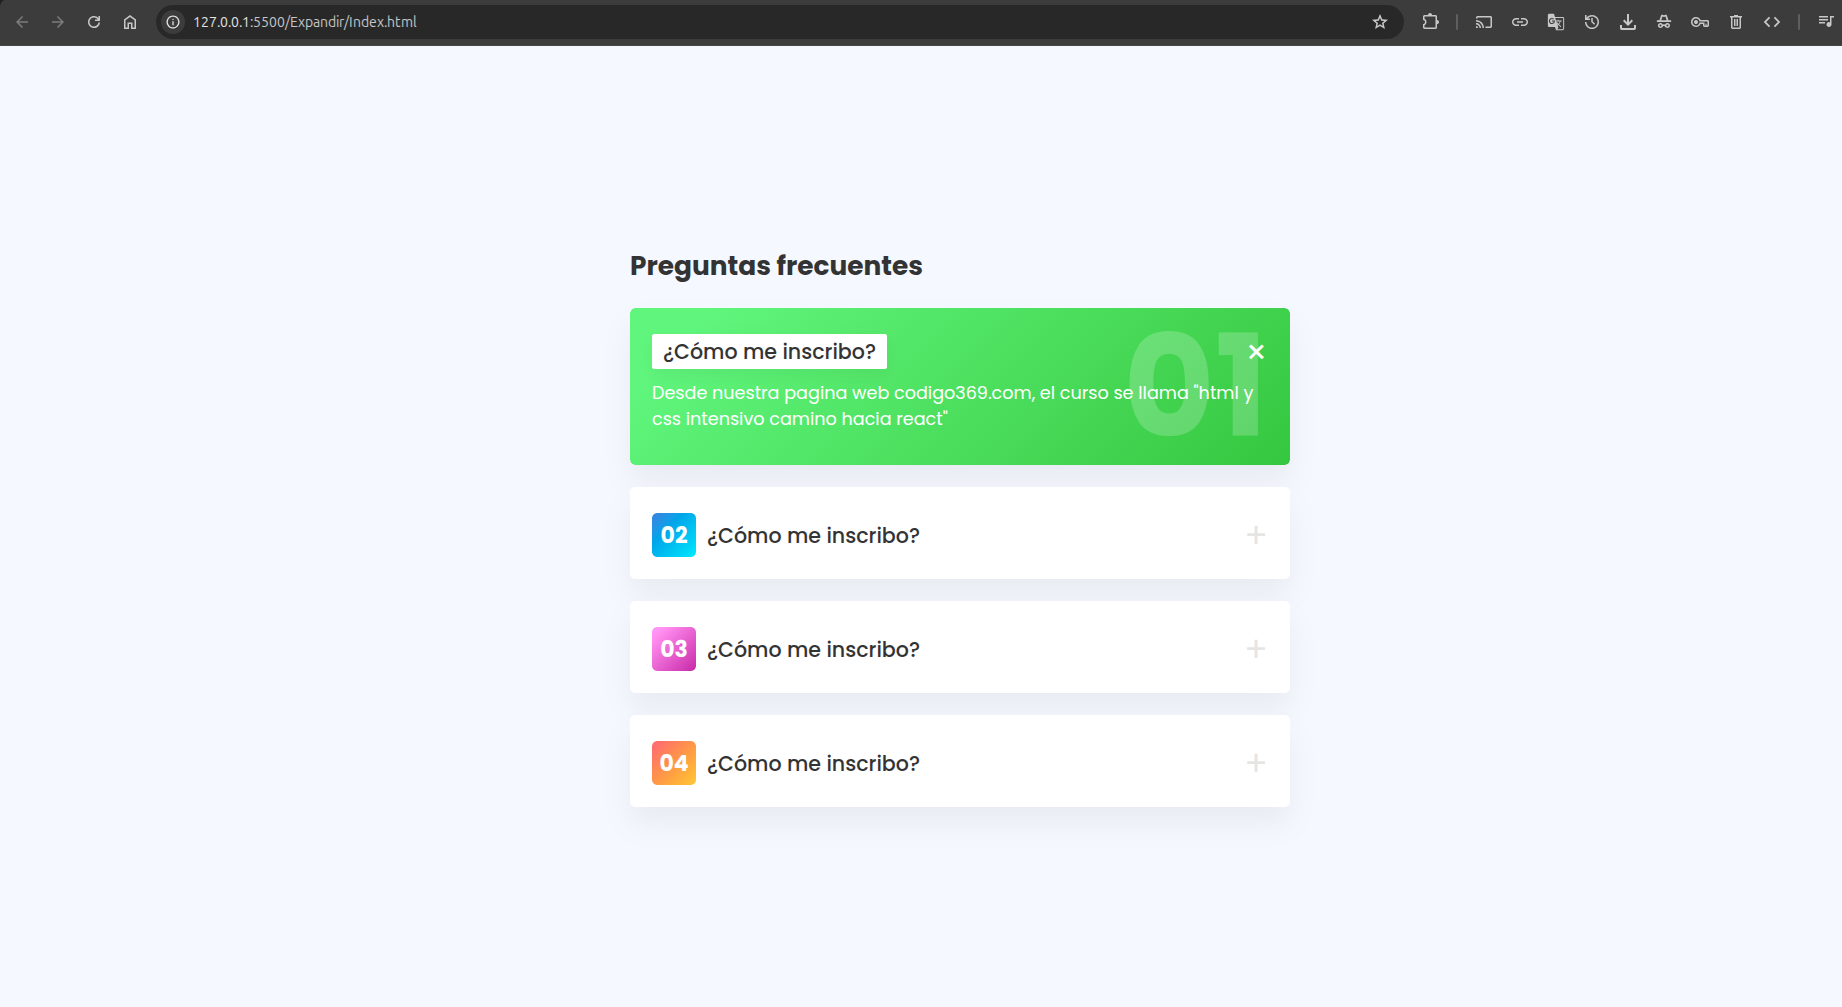 127.0.0.1:5500/Expandir/Index.html
Preguntas frecuentes
01
¿Cómo me inscribo?
Desde nuestra pagina web codigo369.com, el curso se llama "html y
css intensivo camino hacia react"
02 ¿Cómo me inscribo?
03 ¿Cómo me inscribo?
04 ¿Cómo me inscribo?